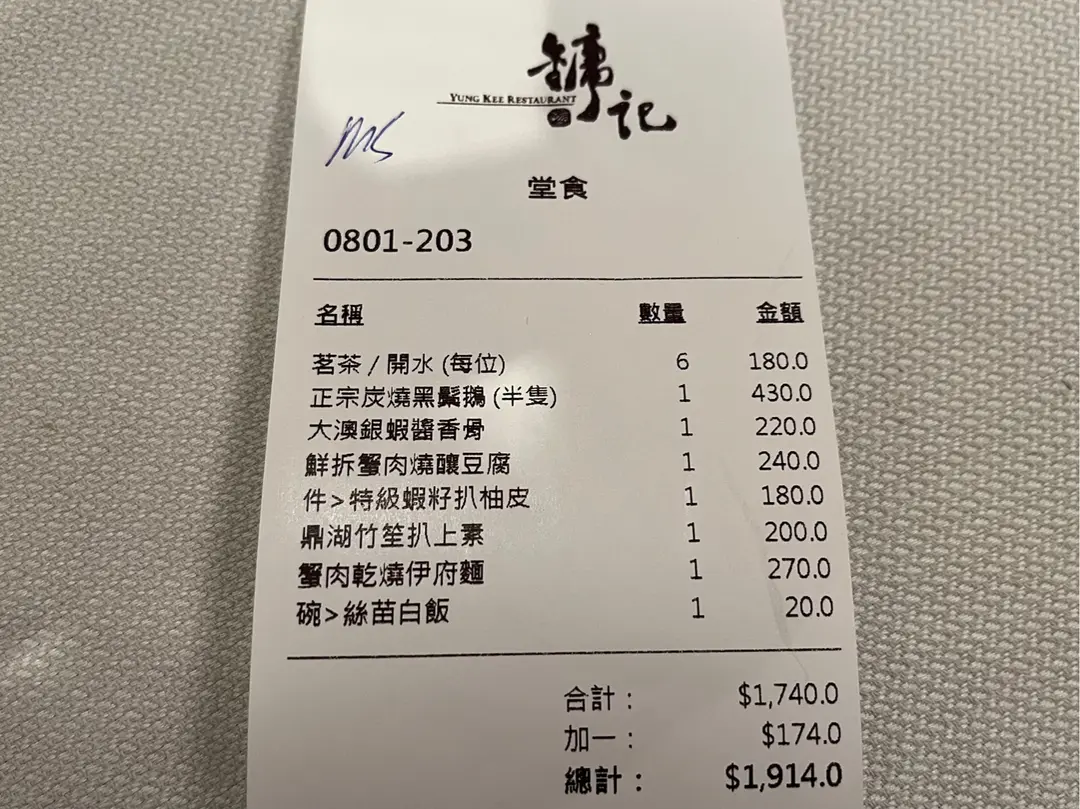 鏞記
YUNG KEE RESTAURANT
堂食
0801-203
名稱 數量 金額
茗茶 / 開水 (每位) 6 180.0
正宗炭燒黑鬃鵝 (半隻) 1 430.0
大澳銀蝦醬香骨 1 220.0
鮮拆蟹肉燒釀豆腐 1 240.0
件>特級蝦籽扒柚皮 1 180.0
鼎湖竹笙扒上素 1 200.0
蟹肉乾燒伊府麵 1 270.0
碗>絲苗白飯 1 20.0
合計： $1,740.0
加一： $174.0
總計： $1,914.0